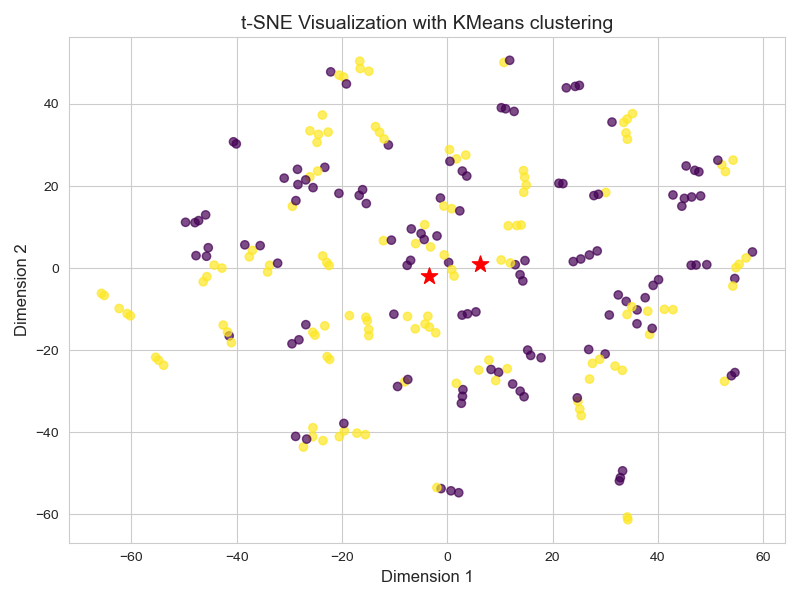 t-SNE Visualization with KMeans clustering
40
20
0
−20
−40
−60
Dimension 2
−60 −40 −20 0 20 40 60
Dimension 1